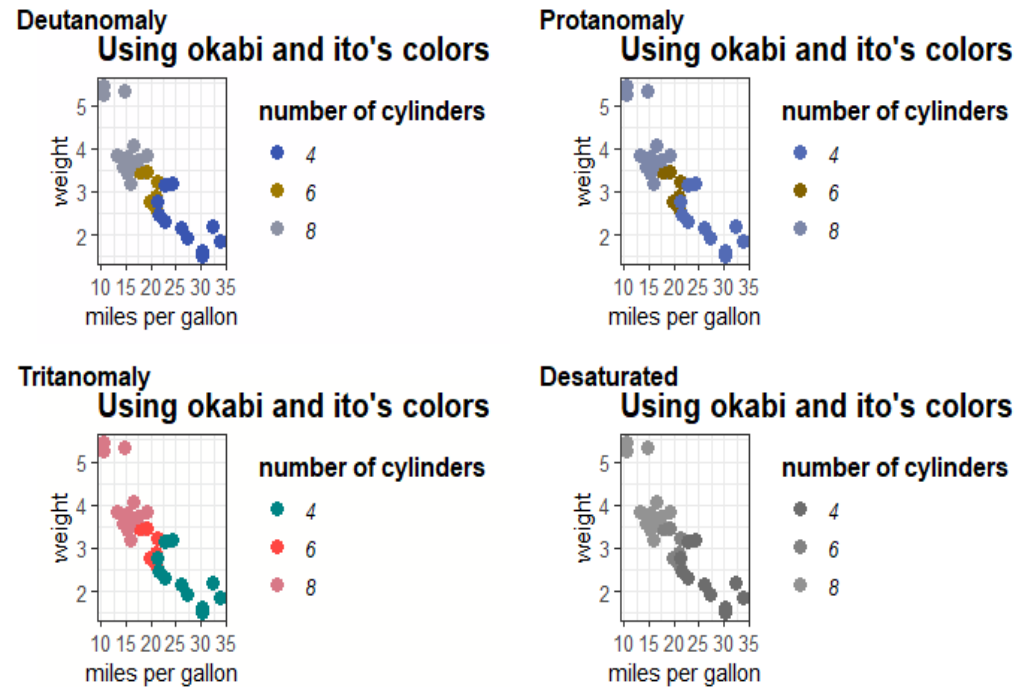 Deutanomaly
Using okabi and ito's colors
number of cylinders
4
6
8
5
4
3
2
weight
10 15 20 25 30 35
miles per gallon
Protanomaly
Using okabi and ito's colors
number of cylinders
4
6
8
5
4
3
2
weight
10 15 20 25 30 35
miles per gallon
Tritanomaly
Using okabi and ito's colors
number of cylinders
4
6
8
5
4
3
2
weight
10 15 20 25 30 35
miles per gallon
Desaturated
Using okabi and ito's colors
number of cylinders
4
6
8
5
4
3
2
weight
10 15 20 25 30 35
miles per gallon